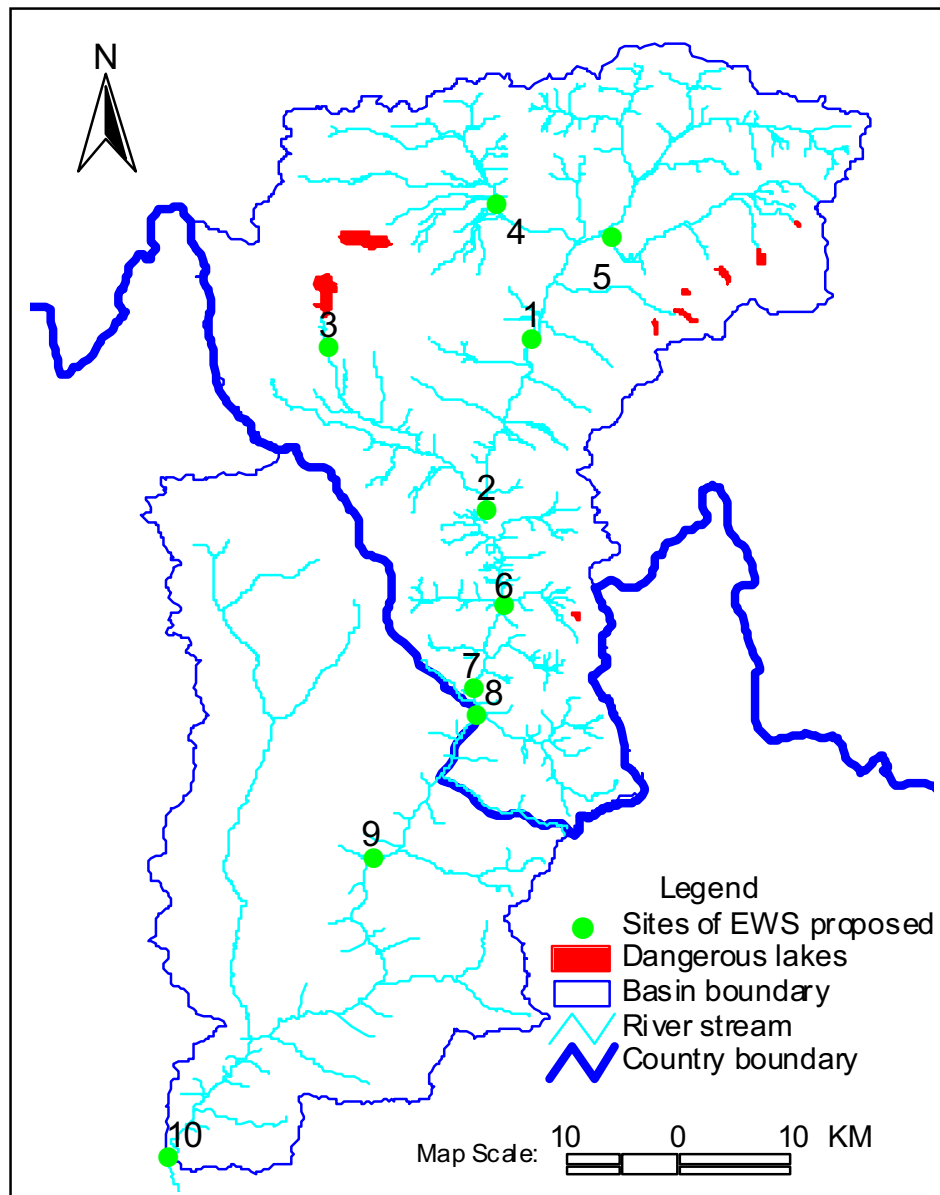 N
4
5
1
3
2
6
7
8
9
Legend
Sites of EWS proposed
Dangerous lakes
Basin boundary
River stream
Country boundary
10
Map Scale: 10 0 10 KM